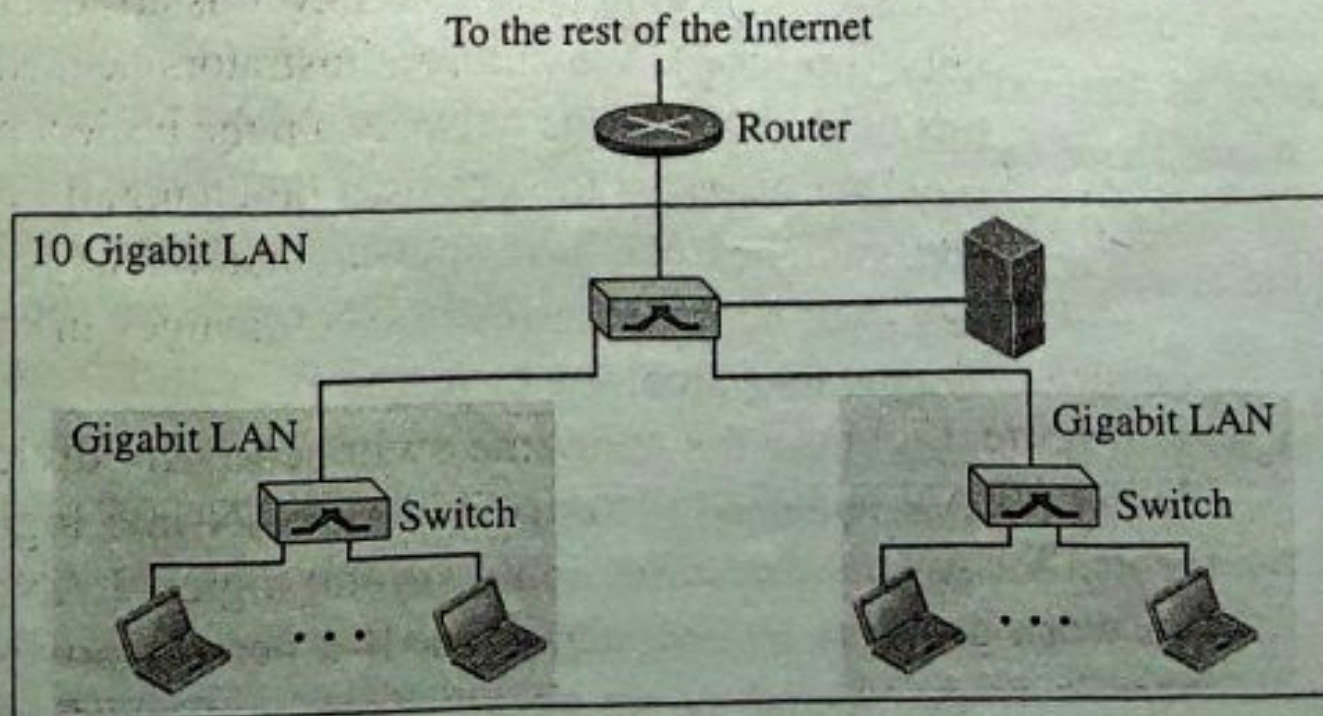 To the rest of the Internet
Router
10 Gigabit LAN
Gigabit LAN
Gigabit LAN
Switch
Switch